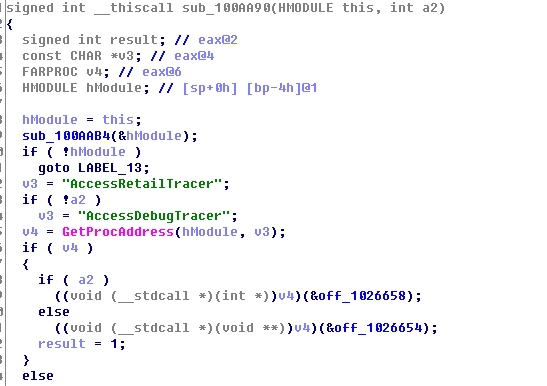 signed int __thiscall sub_100AA90(HMODULE this, int a2)
{
signed int result; // eax@2
const CHAR *v3; // eax@4
FARPROC v4; // eax@6
HMODULE hModule; // [sp+0h] [bp-4h]@1
hModule = this;
sub_100AAB4(&hModule);
if ( !hModule )
goto LABEL_13;
v3 = "AccessRetailTracer";
if ( !a2 )
v3 = "AccessDebugTracer";
v4 = GetProcAddress(hModule, v3);
if ( v4 )
{
if ( a2 )
((void (__stdcall *)(int *))v4)(&off_1026658);
else
((void (__stdcall *)(void **))v4)(&off_1026654);
result = 1;
}
else